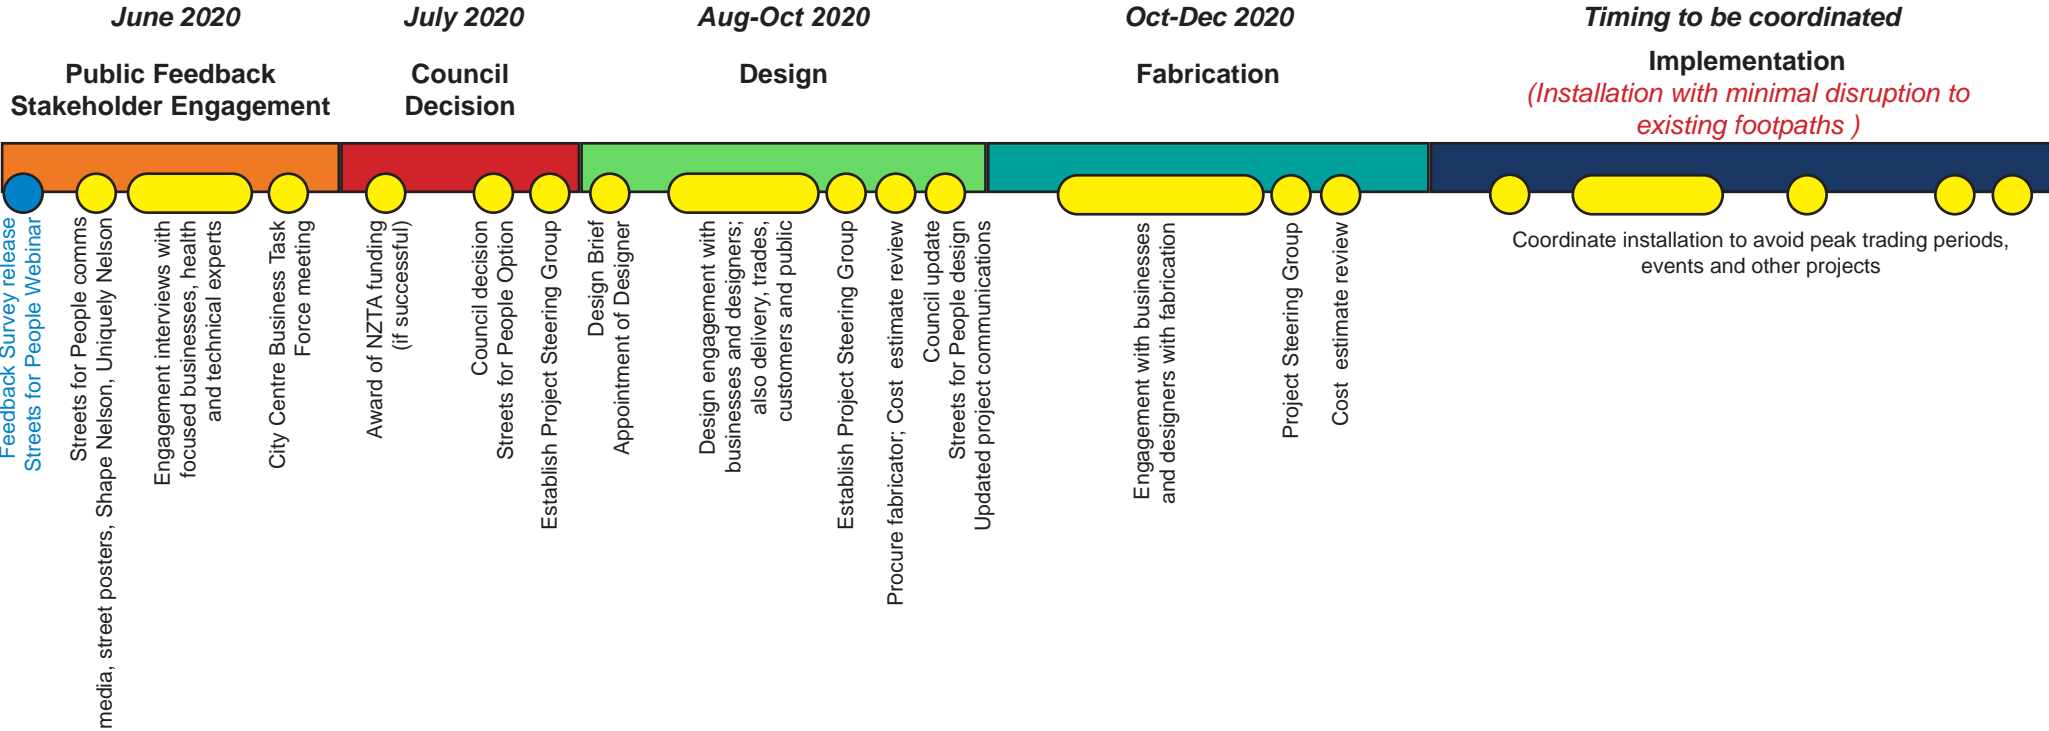 June 2020
Public Feedback
Stakeholder Engagement
July 2020
Council
Decision
Aug-Oct 2020
Design
Oct-Dec 2020
Fabrication
Timing to be coordinated
Implementation
(Installation with minimal disruption to
existing footpaths )
Feedback Survey release
Streets for People Webinar
Streets for People comms
media, street posters, Shape Nelson, Uniquely Nelson
Engagement interviews with
focused businesses, health
and technical experts
City Centre Business Task
Force meeting
Award of NZTA funding
(if successful)
Council decision
Streets for People Option
Establish Project Steering Group
Design Brief
Appointment of Designer
Design engagement with
businesses and designers;
also delivery, trades,
customers and public
Establish Project Steering Group
Procure fabricator; Cost estimate review
Council update
Streets for People design
Updated project communications
Engagement with businesses
and designers with fabrication
Project Steering Group
Cost estimate review
Coordinate installation to avoid peak trading periods,
events and other projects